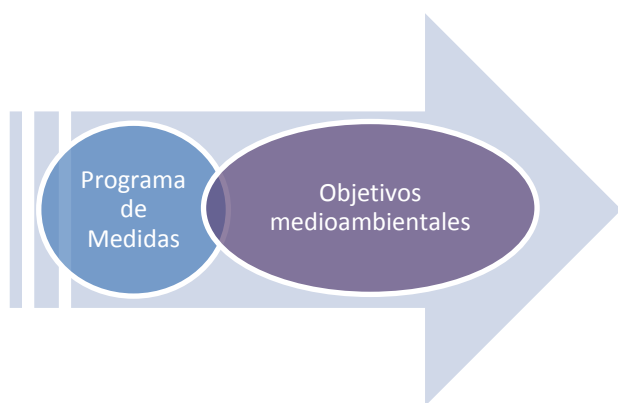 Programa
de
Medidas
Objetivos
medioambientales